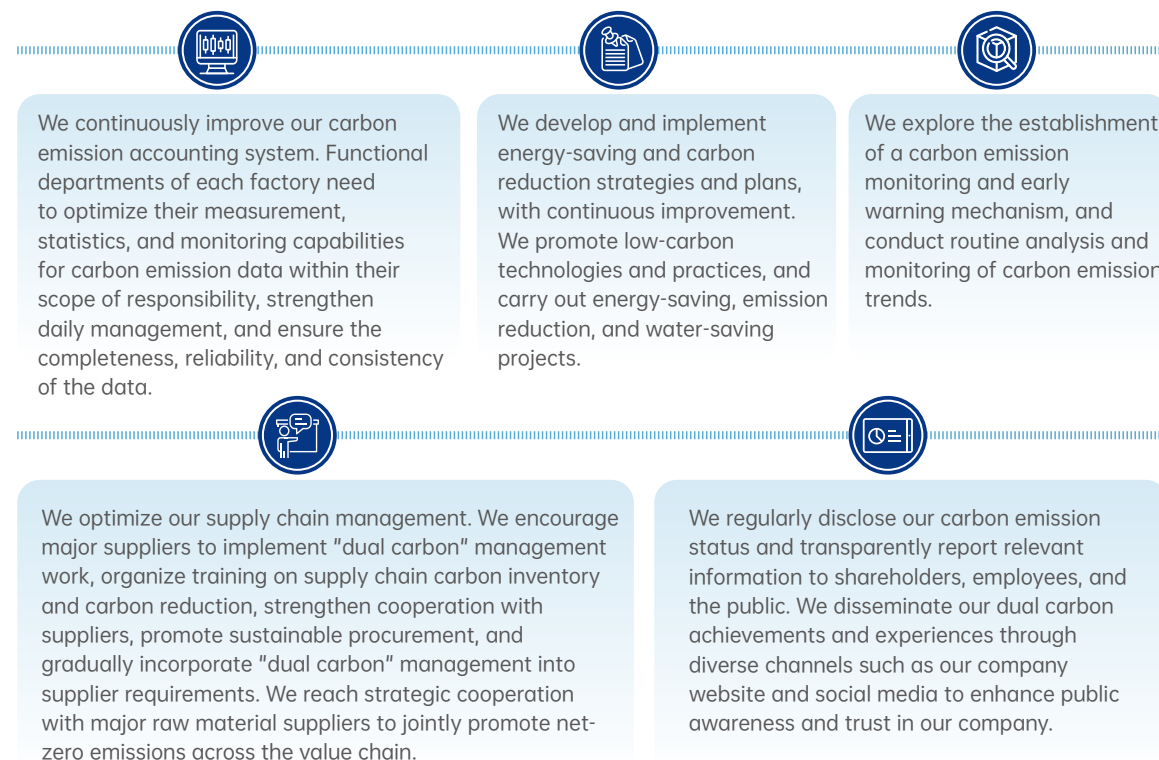 We continuously improve our carbon
emission accounting system. Functional
departments of each factory need
to optimize their measurement,
statistics, and monitoring capabilities
for carbon emission data within their
scope of responsibility, strengthen
daily management, and ensure the
completeness, reliability, and consistency
of the data.
We develop and implement
energy-saving and carbon
reduction strategies and plans,
with continuous improvement.
We promote low-carbon
technologies and practices, and
carry out energy-saving, emission
reduction, and water-saving
projects.
We explore the establishment
of a carbon emission
monitoring and early
warning mechanism, and
conduct routine analysis and
monitoring of carbon emission
trends.
We optimize our supply chain management. We encourage
major suppliers to implement "dual carbon" management
work, organize training on supply chain carbon inventory
and carbon reduction, strengthen cooperation with
suppliers, promote sustainable procurement, and
gradually incorporate "dual carbon" management into
supplier requirements. We reach strategic cooperation
with major raw material suppliers to jointly promote net-
zero emissions across the value chain.
We regularly disclose our carbon emission
status and transparently report relevant
information to shareholders, employees, and
the public. We disseminate our dual carbon
achievements and experiences through
diverse channels such as our company
website and social media to enhance public
awareness and trust in our company.